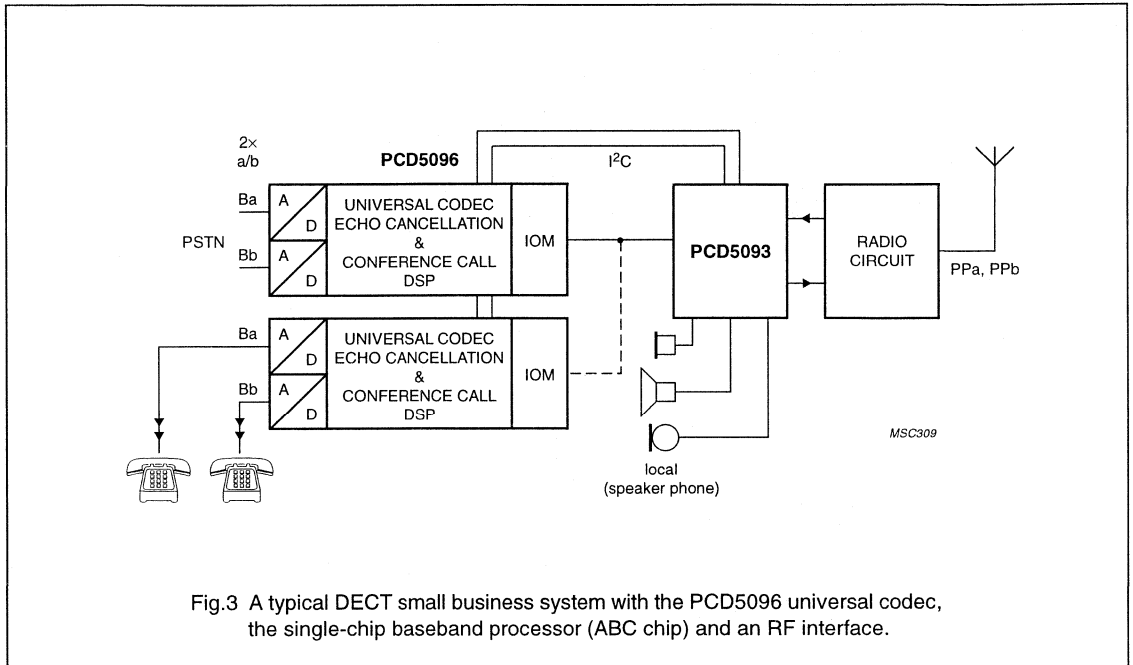 2×
a/b
PCD5096
I²C
Ba
A
D
Bb
A
D
PSTN
UNIVERSAL CODEC
ECHO CANCELLATION
&
CONFERENCE CALL
DSP
IOM
PCD5093
RADIO
CIRCUIT
PPa, PPb
Ba
A
D
Bb
A
D
UNIVERSAL CODEC
ECHO CANCELLATION
&
CONFERENCE CALL
DSP
IOM
local
(speaker phone)
MSC309
Fig.3 A typical DECT small business system with the PCD5096 universal codec,
the single-chip baseband processor (ABC chip) and an RF interface.